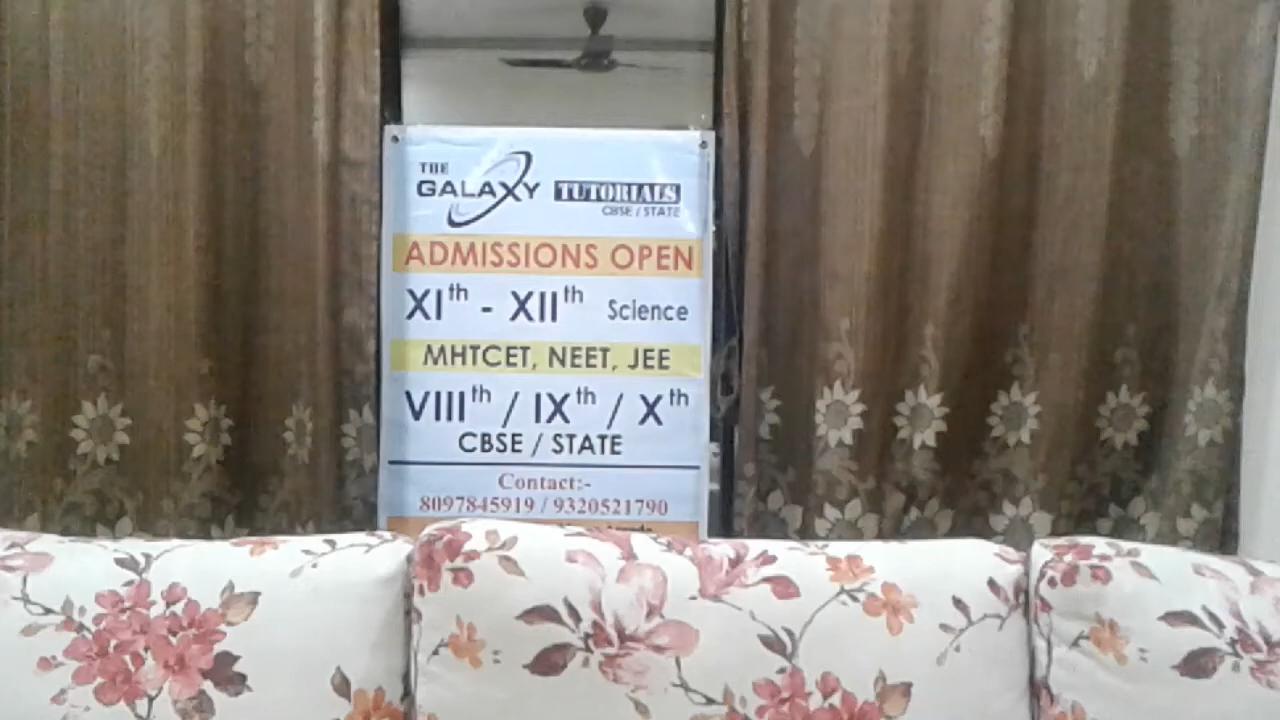 THE
GALAXY TUTORIALS
CBSE / STATE
ADMISSIONS OPEN
XIth - XIIth Science
MHTCET, NEET, JEE
VIIIth / IXth / Xth
CBSE / STATE
Contact:-
8097845919 / 9320521790